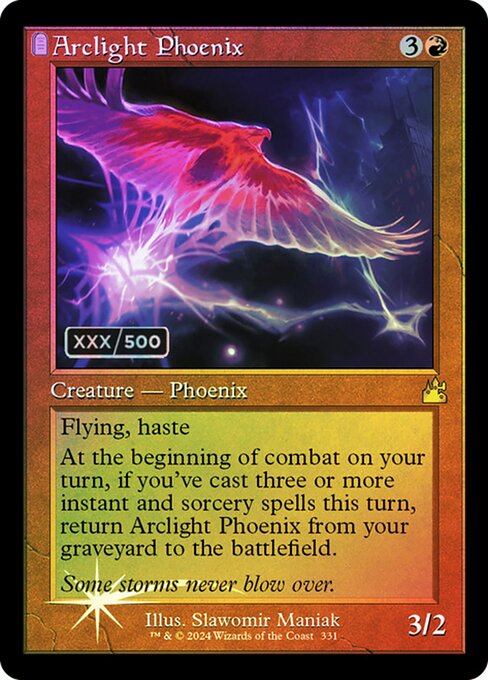 Arclight Phoenix 3
XXX/500
Creature — Phoenix
Flying, haste
At the beginning of combat on your
turn, if you've cast three or more
instant and sorcery spells this turn,
return Arclight Phoenix from your
graveyard to the battlefield.
Some storms never blow over.
Illus. Slawomir Maniak
™ & © 2024 Wizards of the Coast 331
3/2